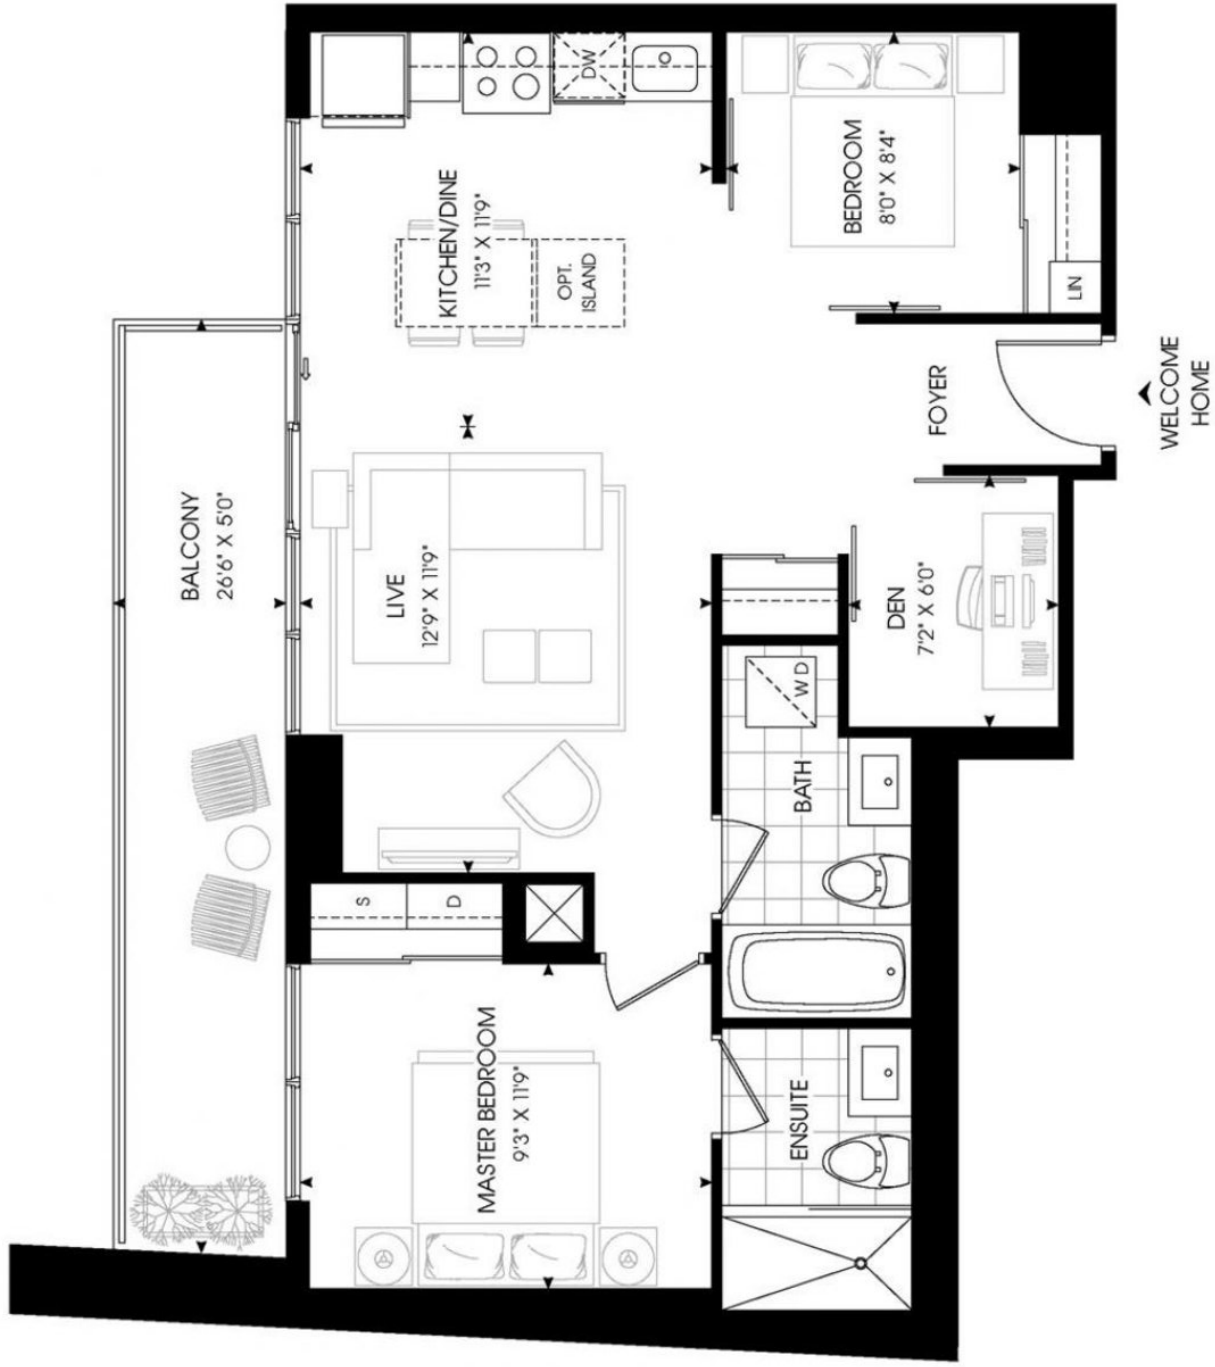 DW
BEDROOM
8'0" X 8'4"
KITCHEN/DINE
11'3" X 11'9"
OPT.
ISLAND
LIN
WELCOME
HOME
FOYER
BALCONY
26'6" X 5'0"
LIVE
12'9" X 11'9"
DEN
7'2" X 6'0"
W D
BATH
S
D
MASTER BEDROOM
9'3" X 11'9"
ENSUITE